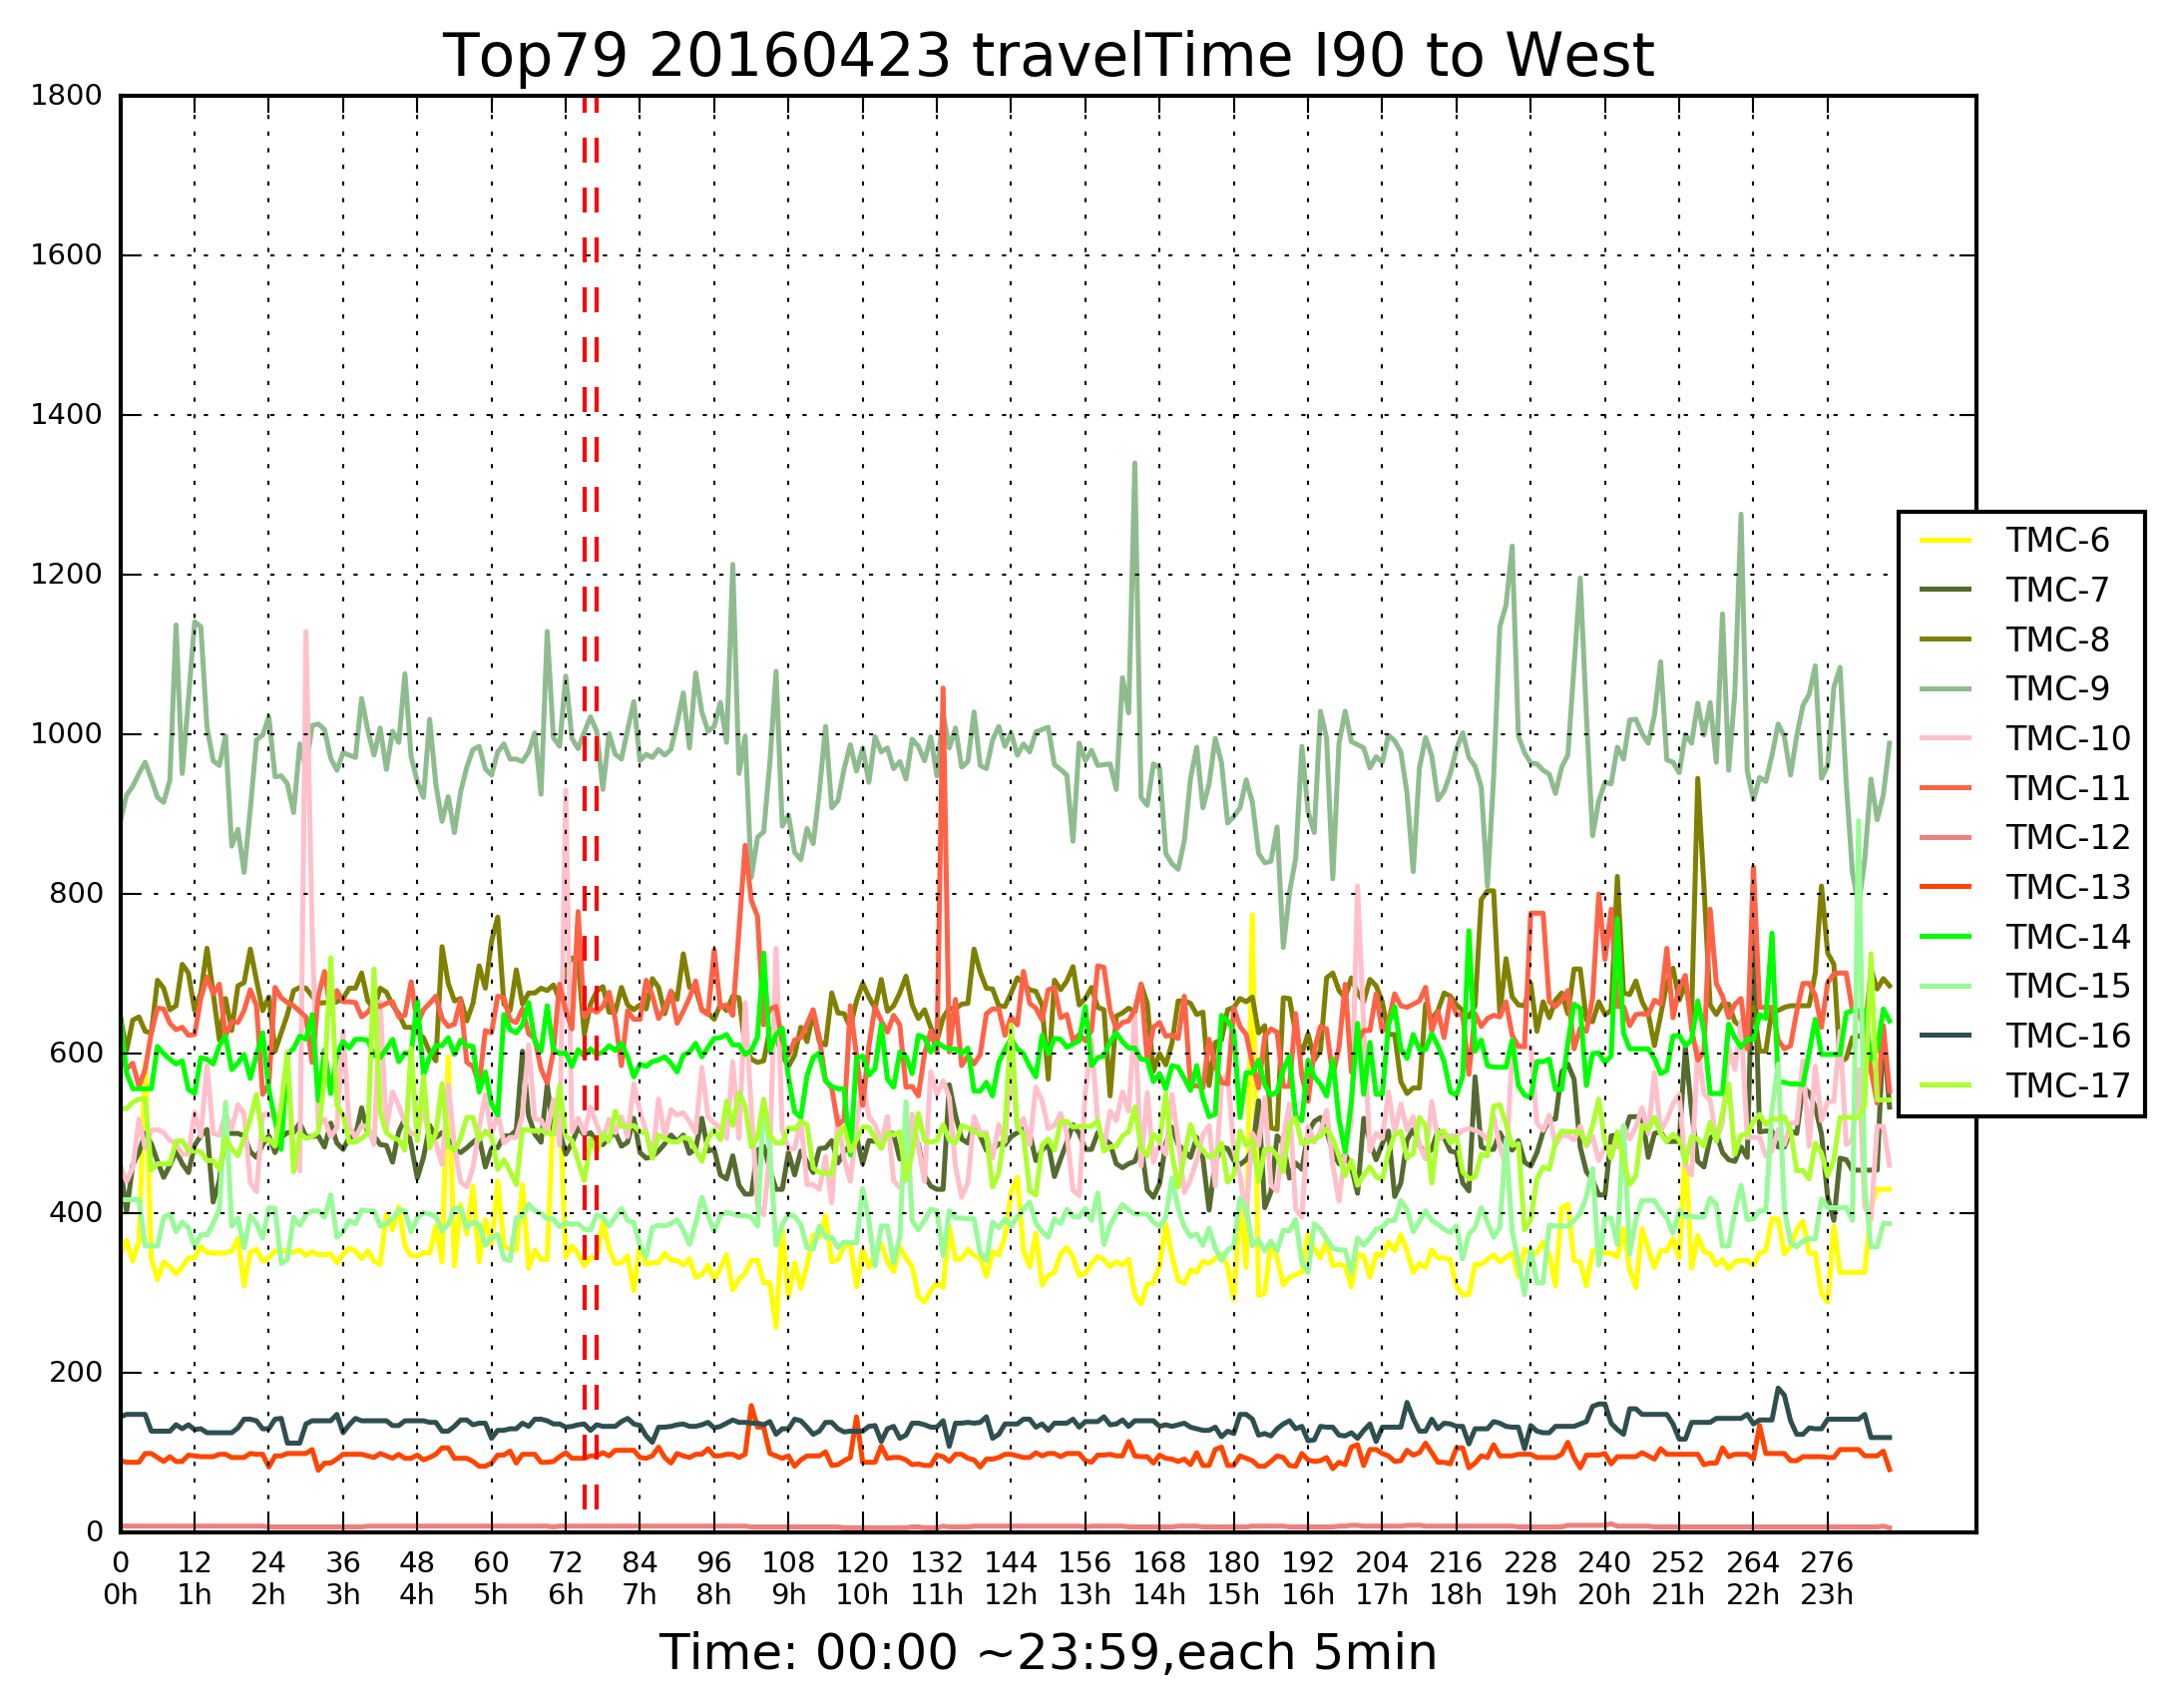 Top79 20160423 travelTime I90 to West
1800
1600
1400
1200
1000
800
600
400
200
0
TMC-6
TMC-7
TMC-8
TMC-9
TMC-10
TMC-11
TMC-12
TMC-13
TMC-14
TMC-15
TMC-16
TMC-17
0 12 24 36 48 60 72 84 96 108 120 132 144 156 168 180 192 204 216 228 240 252 264 276
0h 1h 2h 3h 4h 5h 6h 7h 8h 9h 10h 11h 12h 13h 14h 15h 16h 17h 18h 19h 20h 21h 22h 23h
Time: 00:00 ~23:59,each 5min